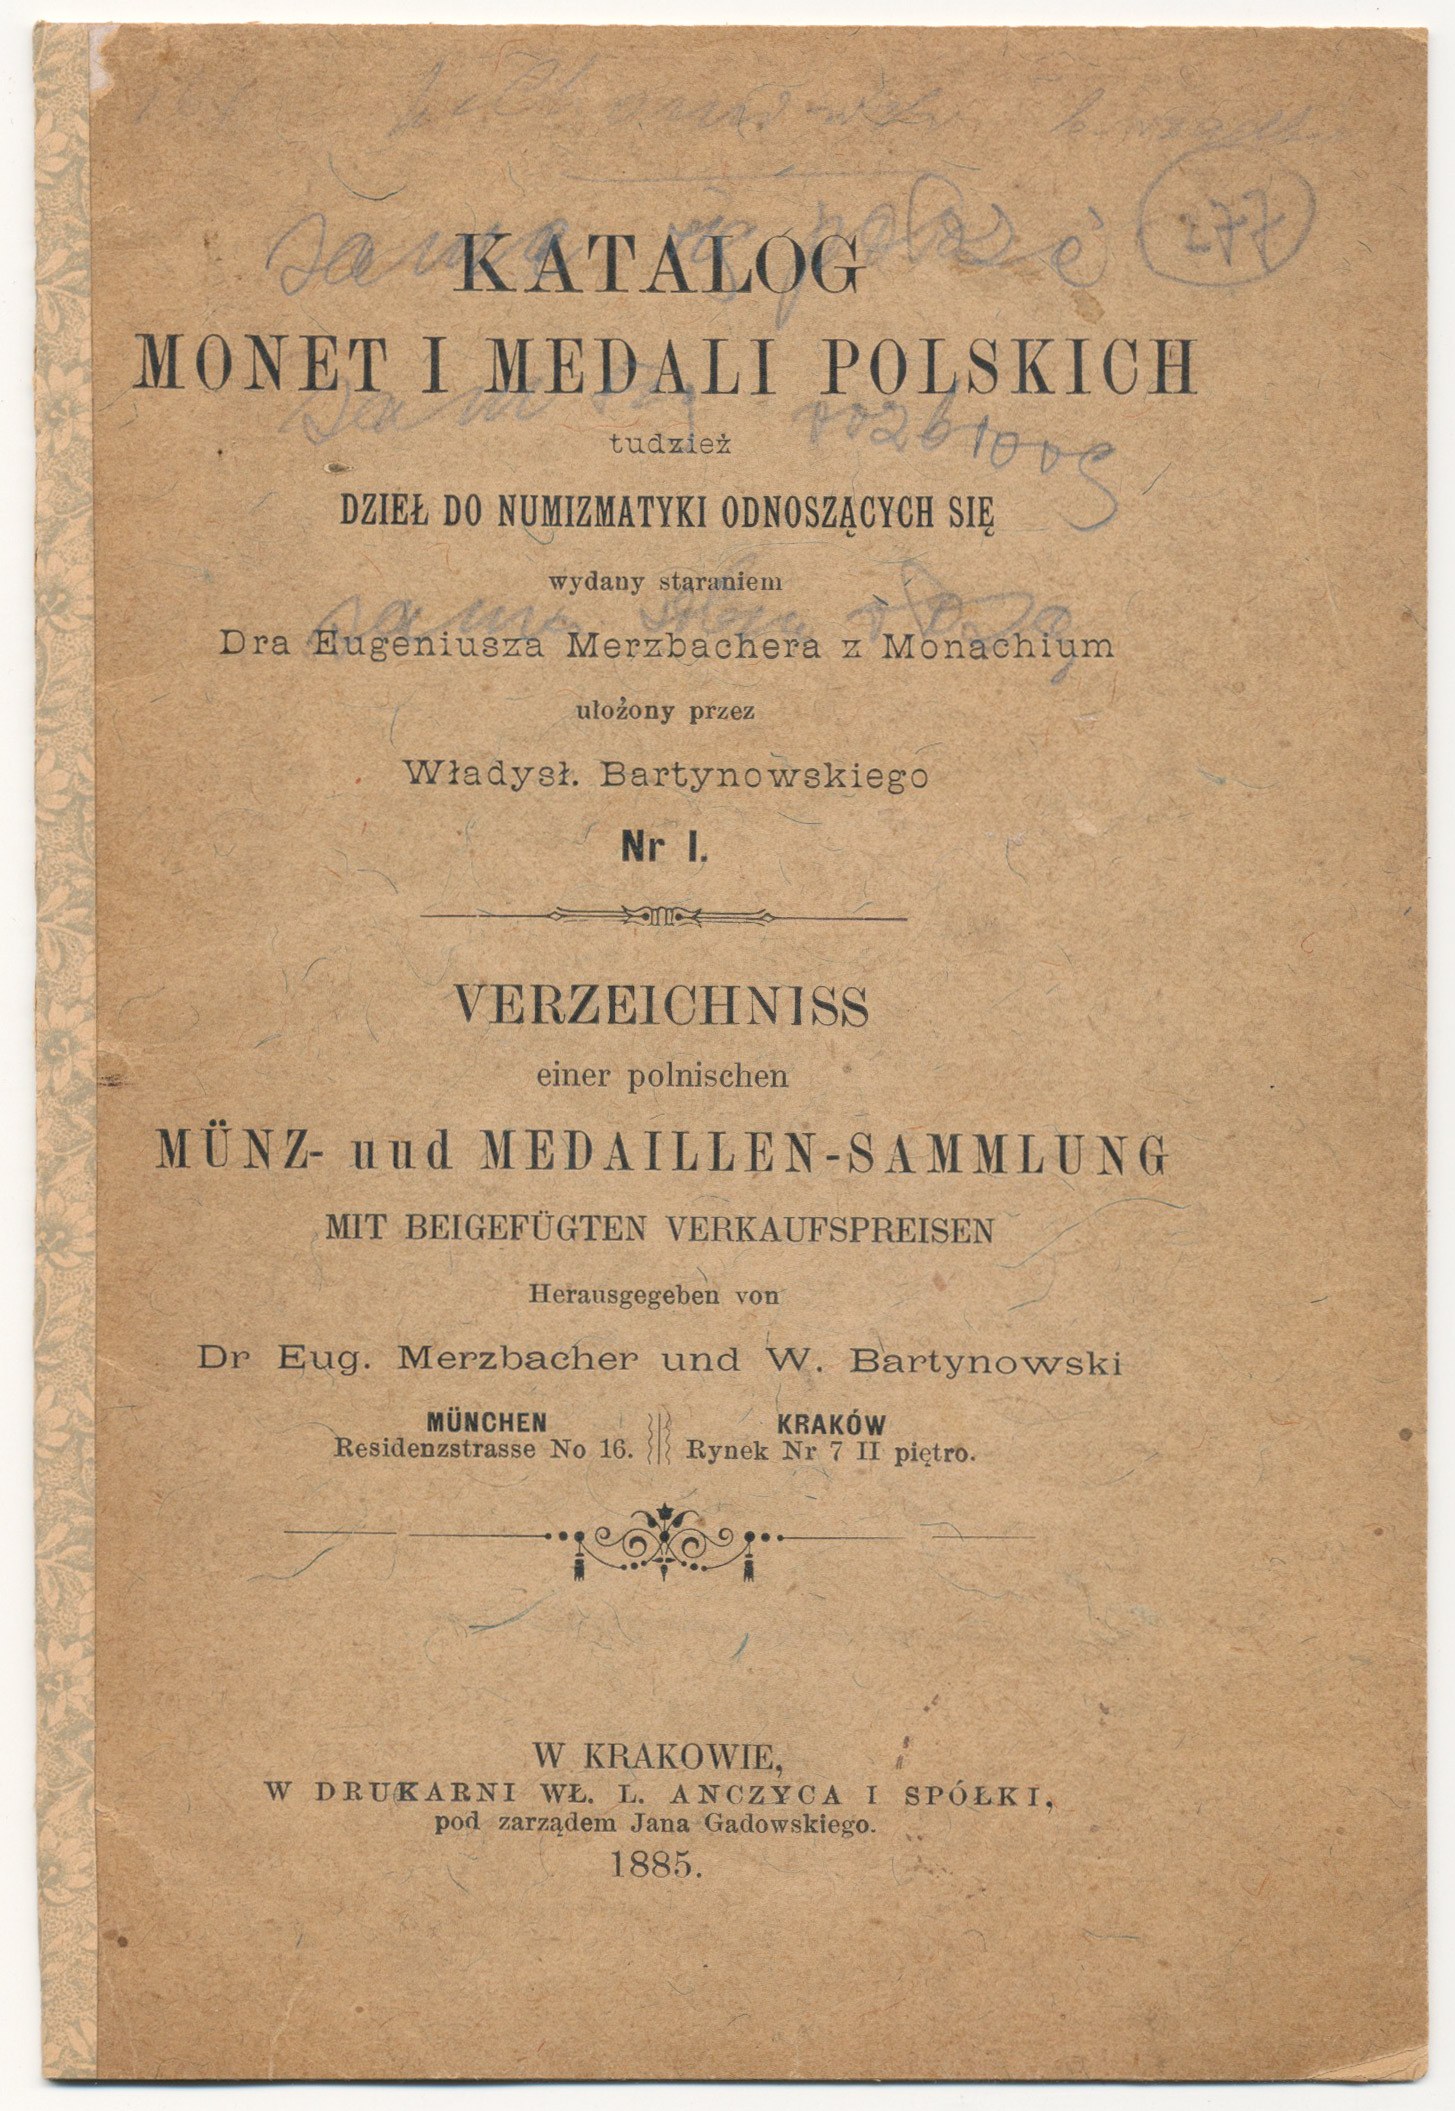 277
KATALOG
MONET I MEDALI POLSKICH
tudzież
DZIEŁ DO NUMIZMATYKI ODNOSZĄCYCH SIĘ
wydany staraniem
Dra Eugeniusza Merzbachera z Monachium
ułożony przez
Władysł. Bartynowskiego
Nr I.
VERZEICHNISS
einer polnischen
MÜNZ- uud MEDAILLEN-SAMMLUNG
MIT BEIGEFÜGTEN VERKAUFSPREISEN
Herausgegeben von
Dr Eug. Merzbacher und W. Bartynowski
MÜNCHEN
Residenzstrasse No 16.
KRAKÓW
Rynek Nr 7 II piętro.
W KRAKOWIE,
W DRUKARNI WŁ. L. ANCZYCA I SPÓŁKI,
pod zarządem Jana Gadowskiego.
1885.